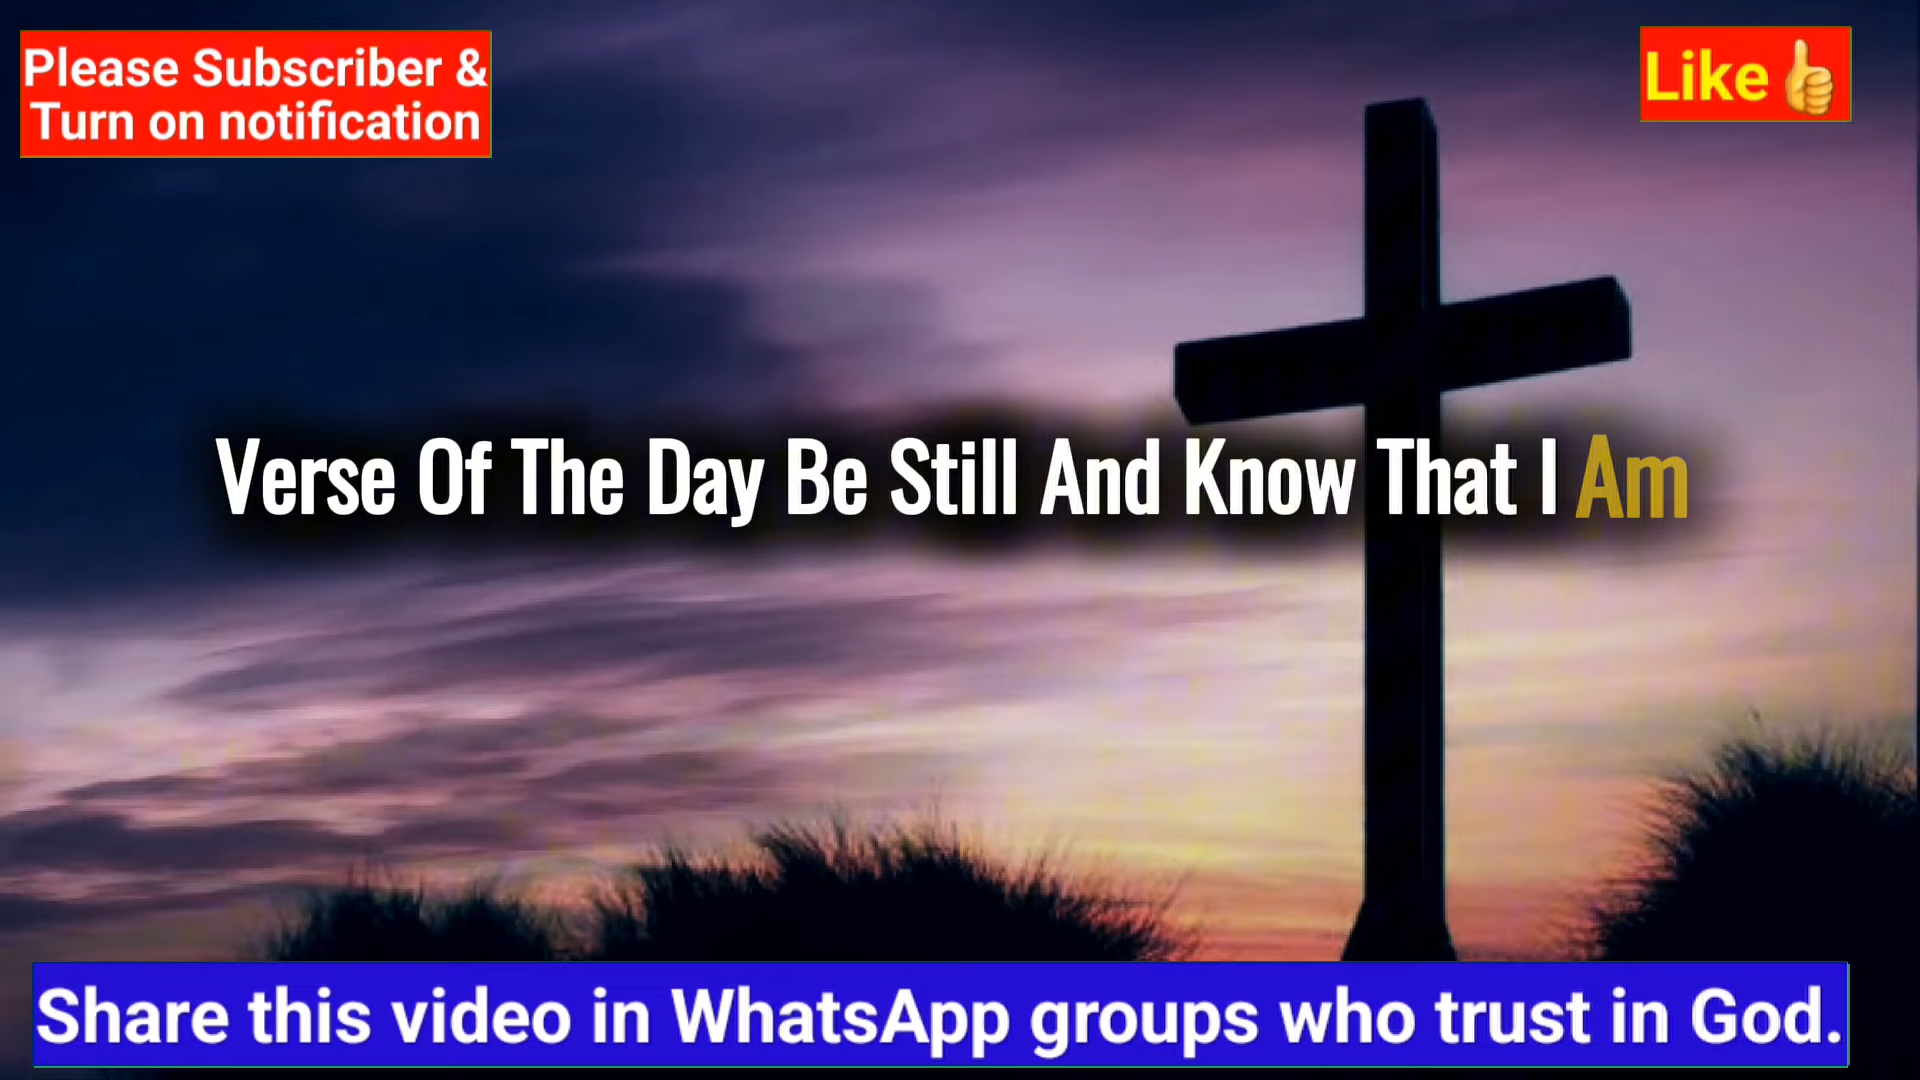 Please Subscriber &
Turn on notification
Like👍
Verse Of The Day Be Still And Know That I Am
Share this video in WhatsApp groups who trust in God.